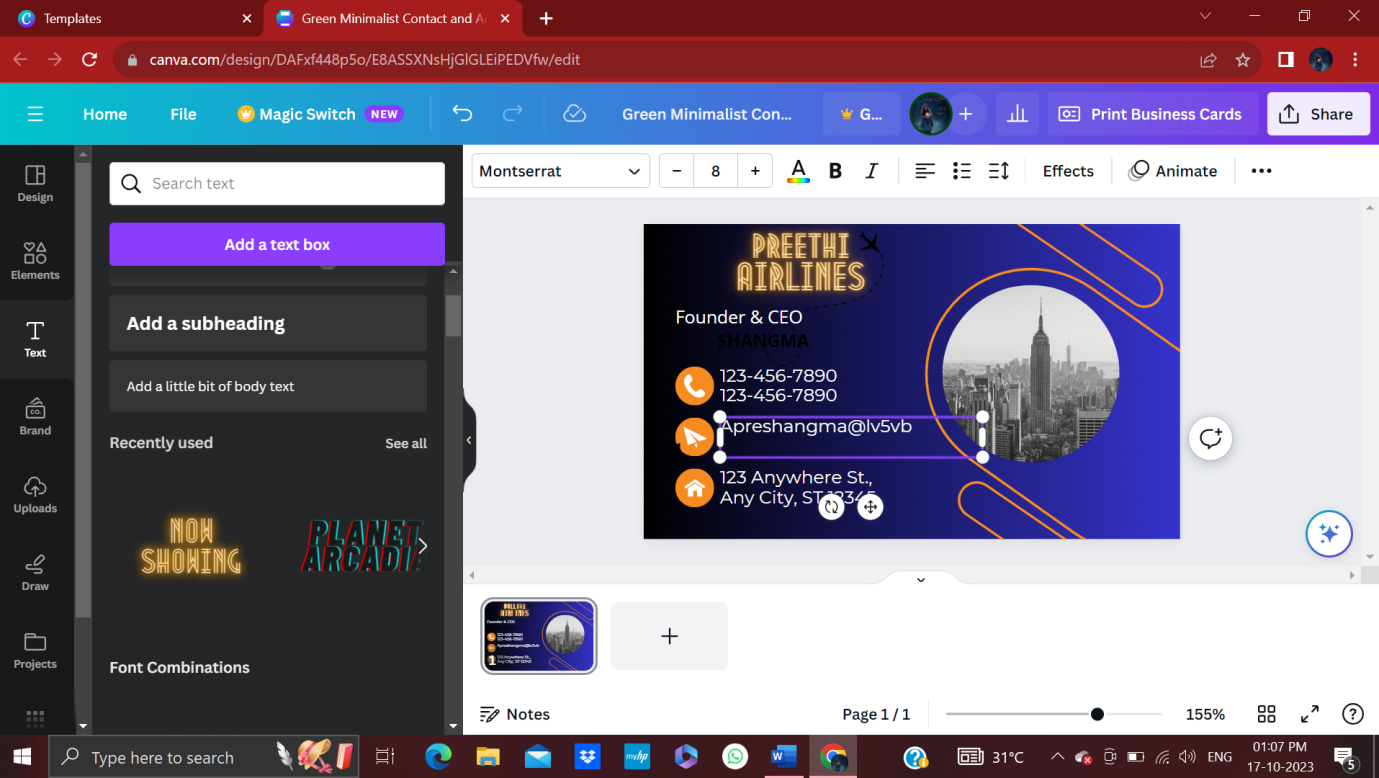 Templates
Green Minimalist Contact and A
canva.com/design/DAFxf448p5o/E8ASSXNsHjGlGLEiPEDVfw/edit
Home
File
Magic Switch NEW
Green Minimalist Con...
G...
Print Business Cards
Share
Design
Elements
Text
Brand
Uploads
Draw
Projects
Search text
Add a text box
Add a subheading
Add a little bit of body text
Recently used
See all
NOW
SHOWING
PLANET
ARCADIA
Font Combinations
Montserrat
− 8 +
A B I
Effects
Animate
PREETHI
AIRLINES
Founder & CEO
SHANGMA
123-456-7890
123-456-7890
Apreshangma@lv5vb
123 Anywhere St.,
Any City, ST 12345
Notes
Page 1 / 1
155%
Type here to search
myhp
31°C
ENG
01:07 PM
17-10-2023
5